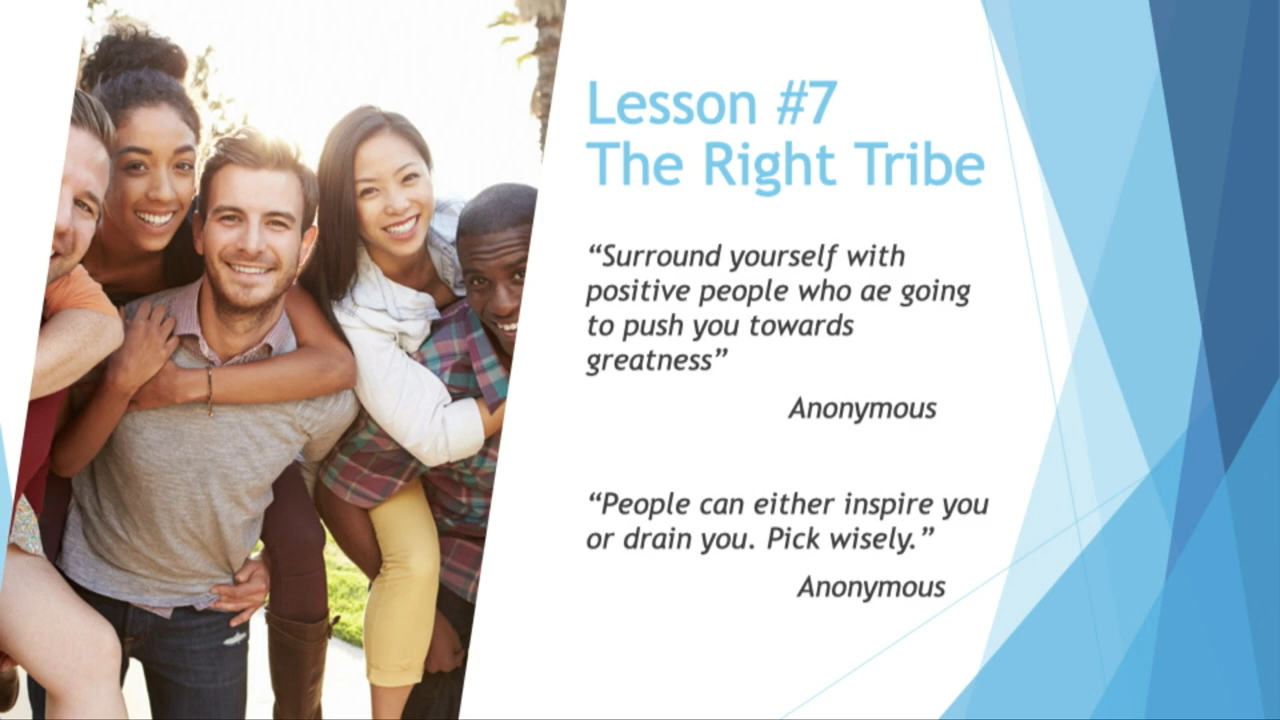 Lesson #7
The Right Tribe
“Surround yourself with
positive people who ae going
to push you towards
greatness”
Anonymous
“People can either inspire you
or drain you. Pick wisely.”
Anonymous